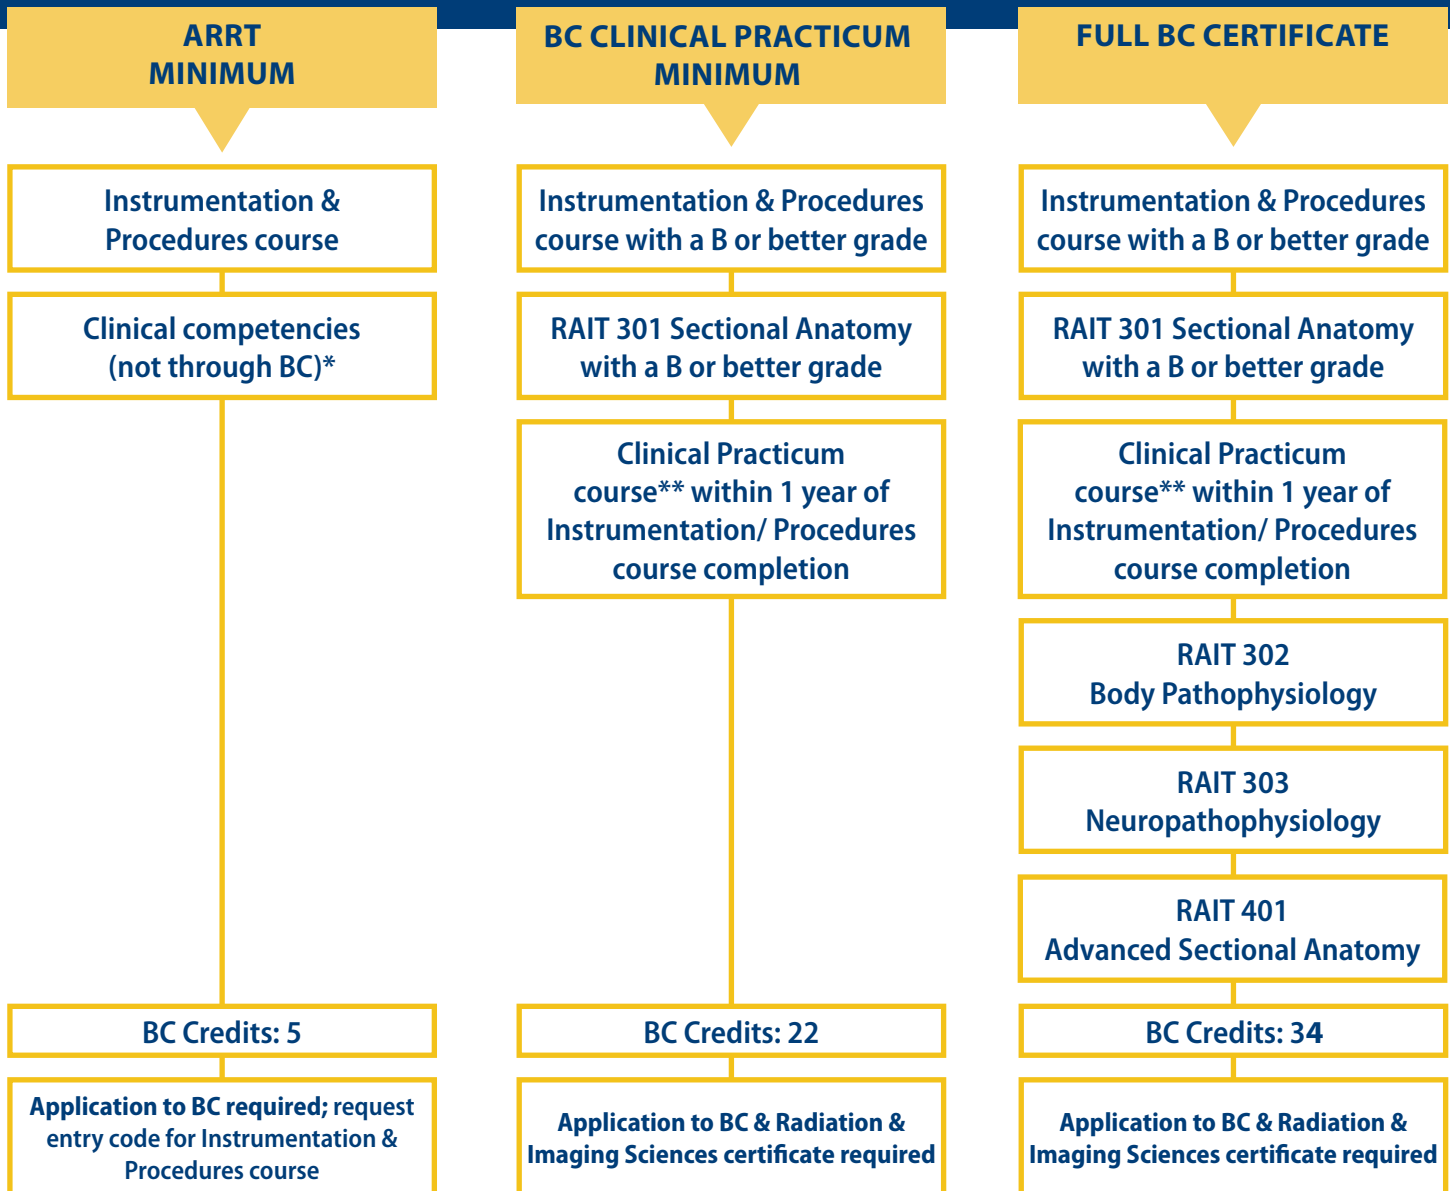 ARRT
MINIMUM
Instrumentation &
Procedures course
Clinical competencies
(not through BC)*
BC Credits: 5
Application to BC required; request
entry code for Instrumentation &
Procedures course
BC CLINICAL PRACTICUM
MINIMUM
Instrumentation & Procedures
course with a B or better grade
RAIT 301 Sectional Anatomy
with a B or better grade
Clinical Practicum
course** within 1 year of
Instrumentation/ Procedures
course completion
BC Credits: 22
Application to BC & Radiation &
Imaging Sciences certificate required
FULL BC CERTIFICATE
Instrumentation & Procedures
course with a B or better grade
RAIT 301 Sectional Anatomy
with a B or better grade
Clinical Practicum
course** within 1 year of
Instrumentation/ Procedures
course completion
RAIT 302
Body Pathophysiology
RAIT 303
Neuropathophysiology
RAIT 401
Advanced Sectional Anatomy
BC Credits: 34
Application to BC & Radiation &
Imaging Sciences certificate required